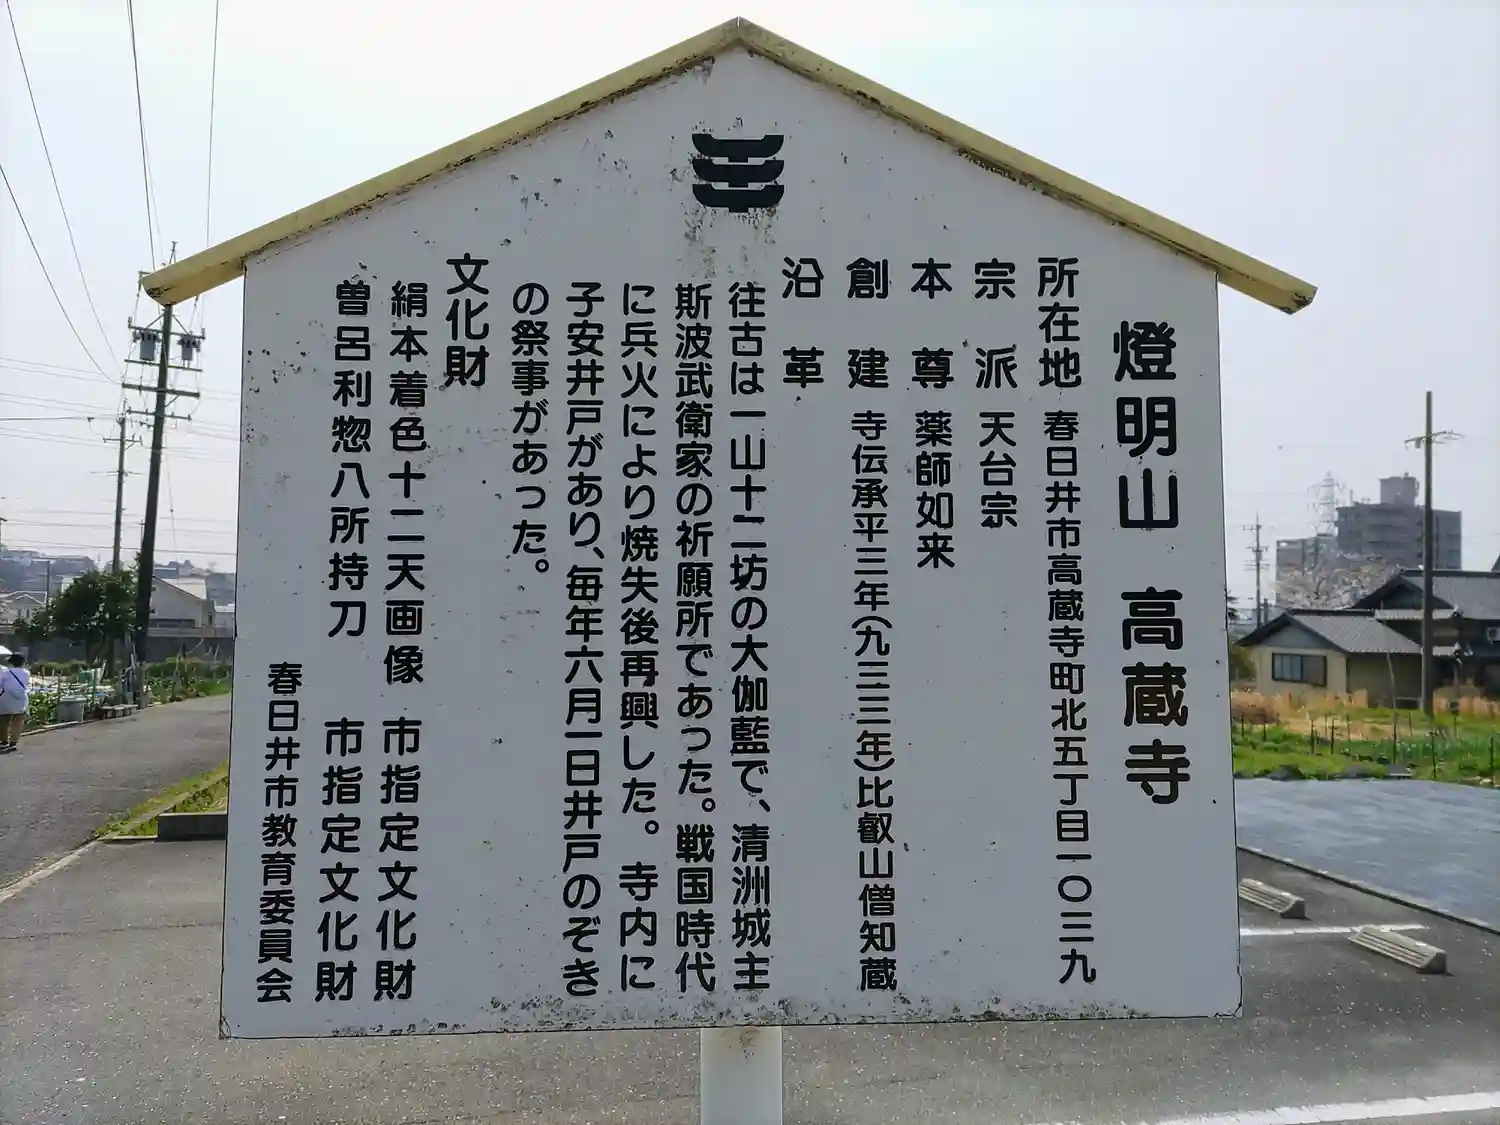 燈明山 高蔵寺
所在地 春日井市高蔵寺町北五丁目一〇三九
宗派 天台宗
本尊 薬師如来
創建 寺伝承平三年(九三三年)比叡山僧知蔵
沿革
往古は一山十二坊の大伽藍で、清洲城主
斯波武衛家の祈願所であった。戦国時代
に兵火により焼失後再興した。寺内に
子安井戸があり、毎年六月一日井戸のぞき
の祭事があった。
文化財
絹本着色十二天画像 市指定文化財
曽呂利惣八所持刀 市指定文化財
春日井市教育委員会